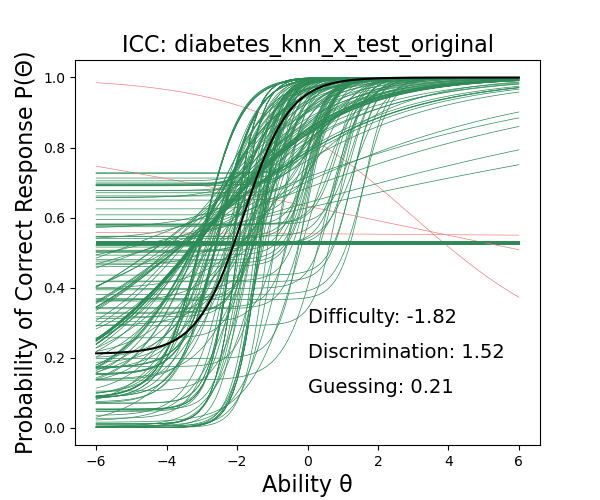 ICC: diabetes_knn_x_test_original
Probability of Correct Response P(Θ)
1.0
0.8
0.6
0.4
0.2
0.0
Difficulty: -1.82
Discrimination: 1.52
Guessing: 0.21
−6 −4 −2 0 2 4 6
Ability θ